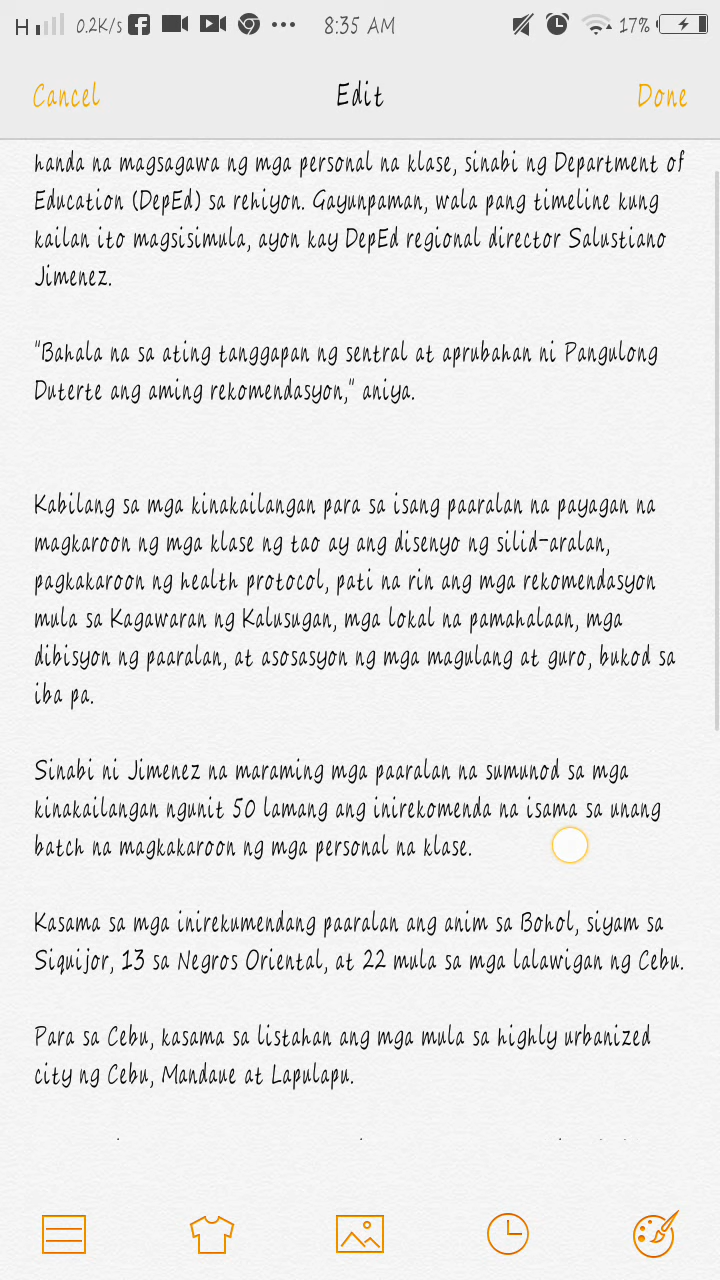 H 0.2K/s 8:35 AM 17%
Cancel Edit Done
handa na magsagawa ng mga personal na klase, sinabi ng Department of
Education (DepEd) sa rehiyon. Gayunpaman, wala pang timeline kung
kailan ito magsisimula, ayon kay DepEd regional director Salustiano
Jimenez.
"Bahala na sa ating tanggapan ng sentral at aprubahan ni Pangulong
Duterte ang aming rekomendasyon," aniya.
Kabilang sa mga kinakailangan para sa isang paaralan na payagan na
magkaroon ng mga klase ng tao ay ang disenyo ng silid-aralan,
pagkakaroon ng health protocol, pati na rin ang mga rekomendasyon
mula sa Kagawaran ng Kalusugan, mga lokal na pamahalaan, mga
dibisyon ng paaralan, at asosasyon ng mga magulang at guro, bukod sa
iba pa.
Sinabi ni Jimenez na maraming mga paaralan na sumunod sa mga
kinakailangan ngunit 50 lamang ang inirekomenda na isama sa unang
batch na magkakaroon ng mga personal na klase.
Kasama sa mga inirekumendang paaralan ang anim sa Bohol, siyam sa
Siquijor, 13 sa Negros Oriental, at 22 mula sa mga lalawigan ng Cebu.
Para sa Cebu, kasama sa listahan ang mga mula sa highly urbanized
city ng Cebu, Mandaue at Lapulapu.